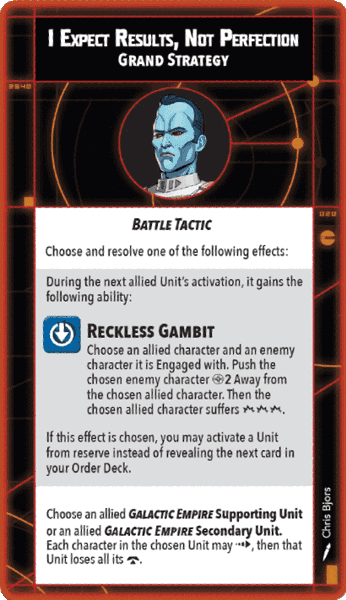 I Expect Results, Not Perfection
Grand Strategy
2840
Battle Tactic
Choose and resolve one of the following effects:
During the next allied Unit's activation, it gains the
following ability:
Reckless Gambit
Choose an allied character and an enemy
character it is Engaged with. Push the
chosen enemy character 2 Away from
the chosen allied character. Then the
chosen allied character suffers .
If this effect is chosen, you may activate a Unit
from reserve instead of revealing the next card in
your Order Deck.
Choose an allied Galactic Empire Supporting Unit
or an allied Galactic Empire Secondary Unit.
Each character in the chosen Unit may , then that
Unit loses all its .
Chris Bjors